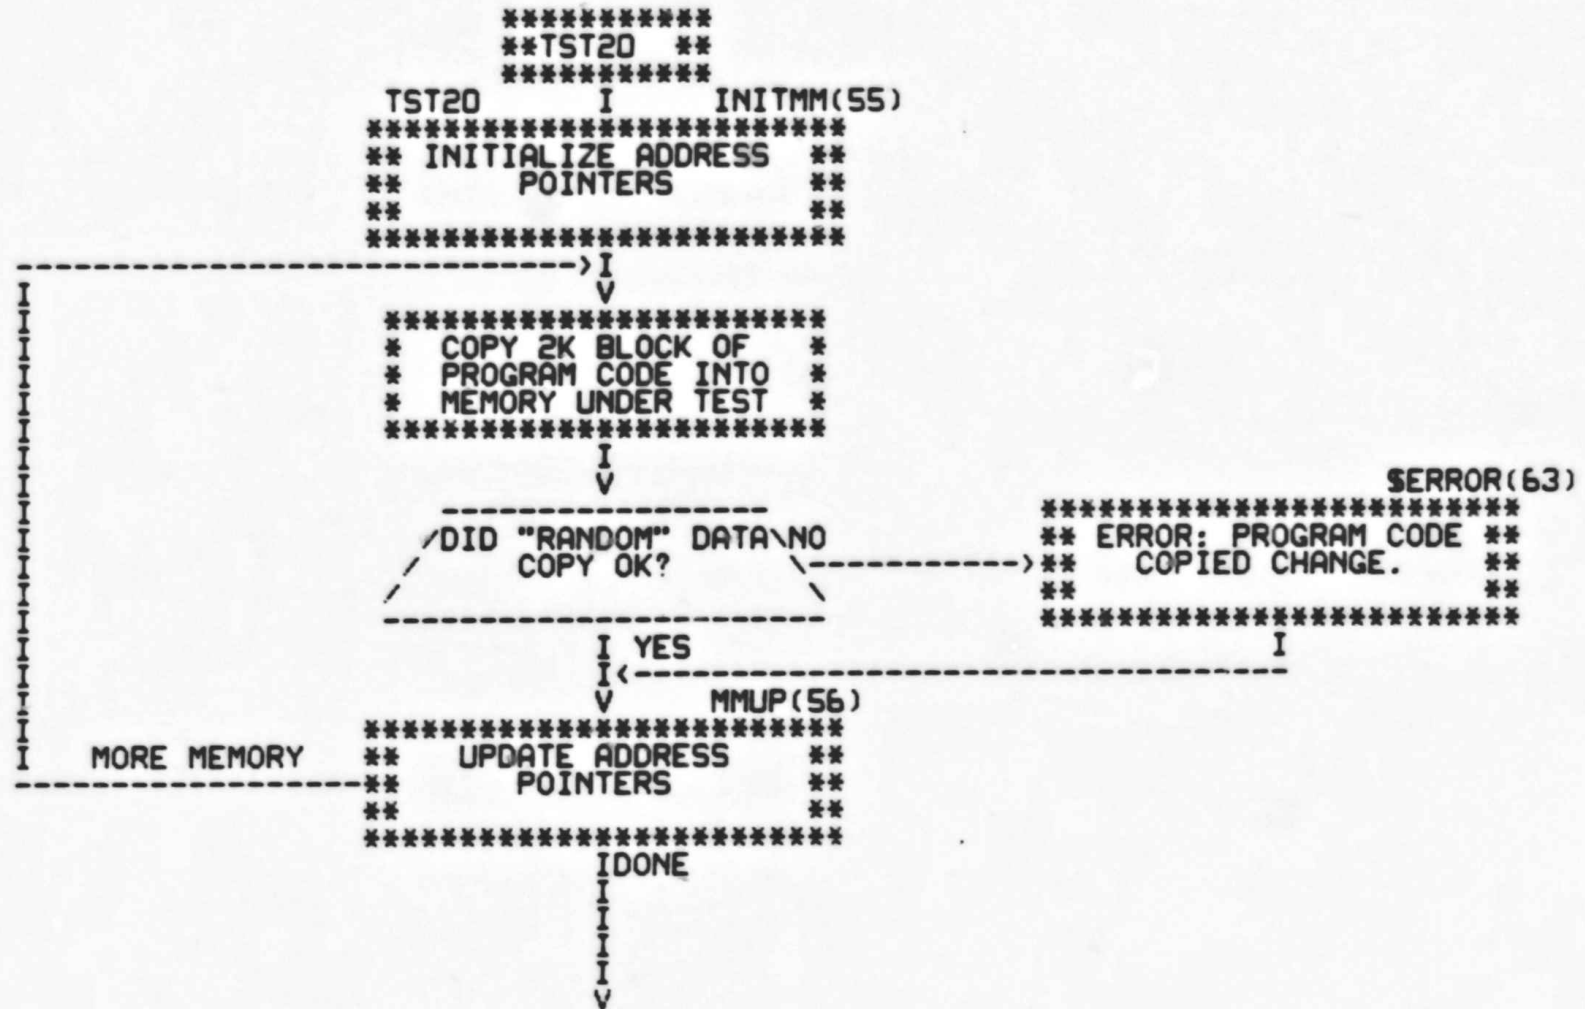 ***********
**TST20 **
***********
TST20 I INITMM(55)
*************************
** INITIALIZE ADDRESS **
** POINTERS **
** **
*************************
------------------------------>I
I V
I ***********************
I * COPY 2K BLOCK OF *
I * PROGRAM CODE INTO *
I * MEMORY UNDER TEST *
I ***********************
I I
I V $ERROR(63)
I ----------------- *************************
I /DID "RANDOM" DATA\NO ** ERROR: PROGRAM CODE **
I / COPY OK? \------------>** COPIED CHANGE. **
I / \ ** **
I ----------------------- *************************
I I YES I
I I<-----------------------------------
I V MMUP(56)
I *************************
I MORE MEMORY ** UPDATE ADDRESS **
------------------** POINTERS **
** **
*************************
IDONE
I
I
I
I
V